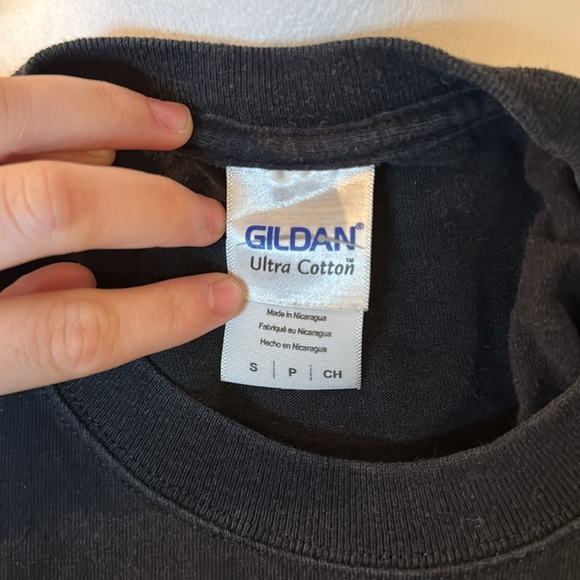 GILDAN®
Ultra Cotton™
Made in Nicaragua
Fabriqué au Nicaragua
Hecho en Nicaragua
S | P | CH